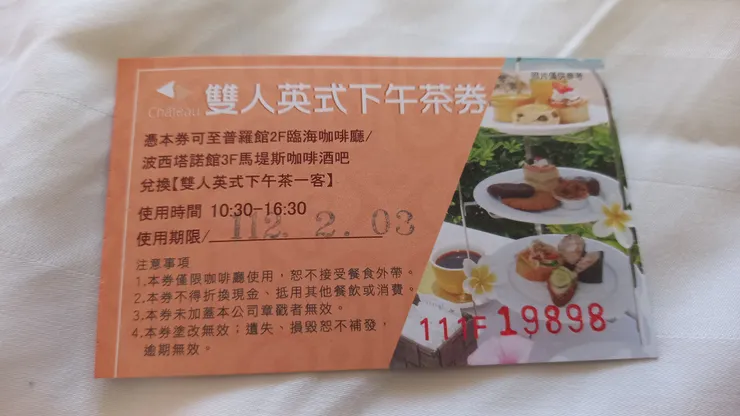 Chateau
雙人英式下午茶券
照片僅供參考
憑本券可至普羅館2F臨海咖啡廳/
波西塔諾館3F馬堤斯咖啡酒吧
兌換【雙人英式下午茶一客】
使用時間 10:30-16:30
使用期限/ 112. 2. 03
注意事項
1.本券僅限咖啡廳使用，恕不接受餐食外帶。
2.本券不得折換現金、抵用其他餐飲或消費。
3.本券未加蓋本公司章戳者無效。
4.本券塗改無效；遺失、損毀恕不補發，
逾期無效。
111F 19898